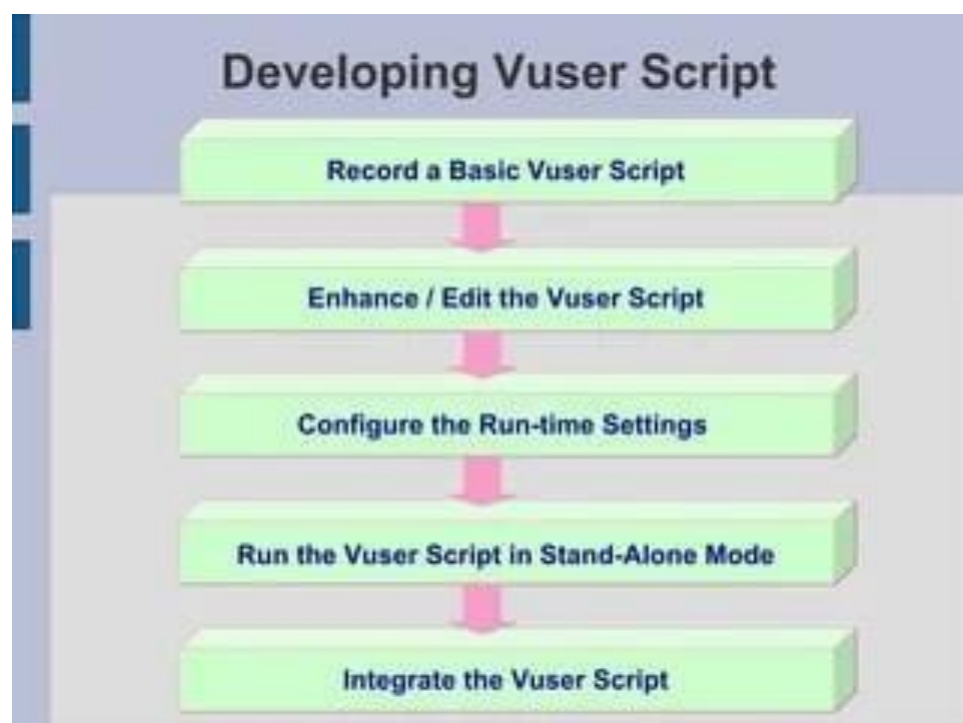 Developing Vuser Script
Record a Basic Vuser Script
Enhance / Edit the Vuser Script
Configure the Run-time Settings
Run the Vuser Script in Stand-Alone Mode
Integrate the Vuser Script